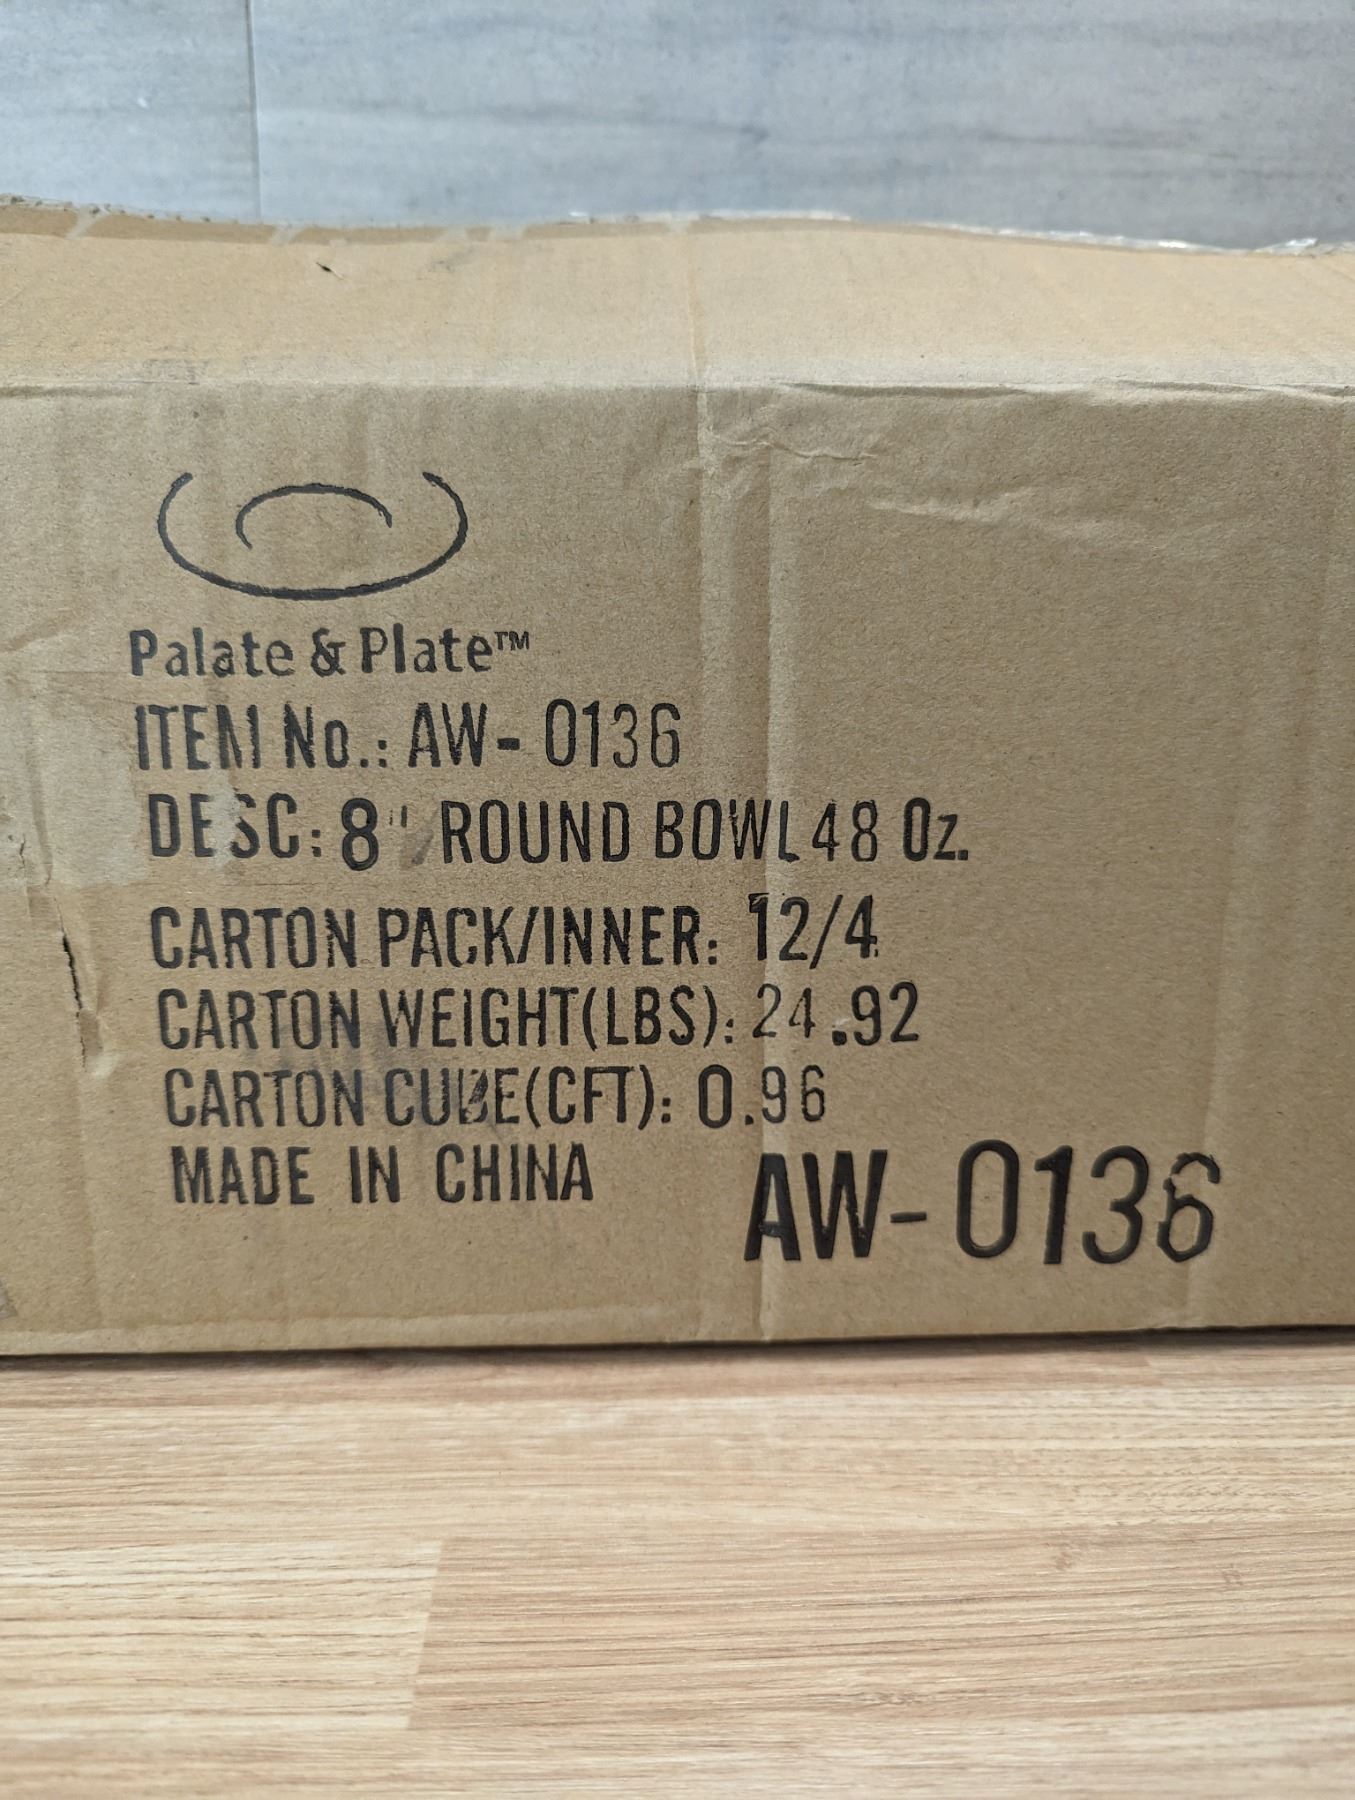 Palate & Plate™
ITEM No.: AW- 0136
DESC: 8" ROUND BOWL 48 Oz.
CARTON PACK/INNER: 12/4
CARTON WEIGHT(LBS): 24.92
CARTON CUBE(CFT): 0.96
MADE IN CHINA
AW-0136